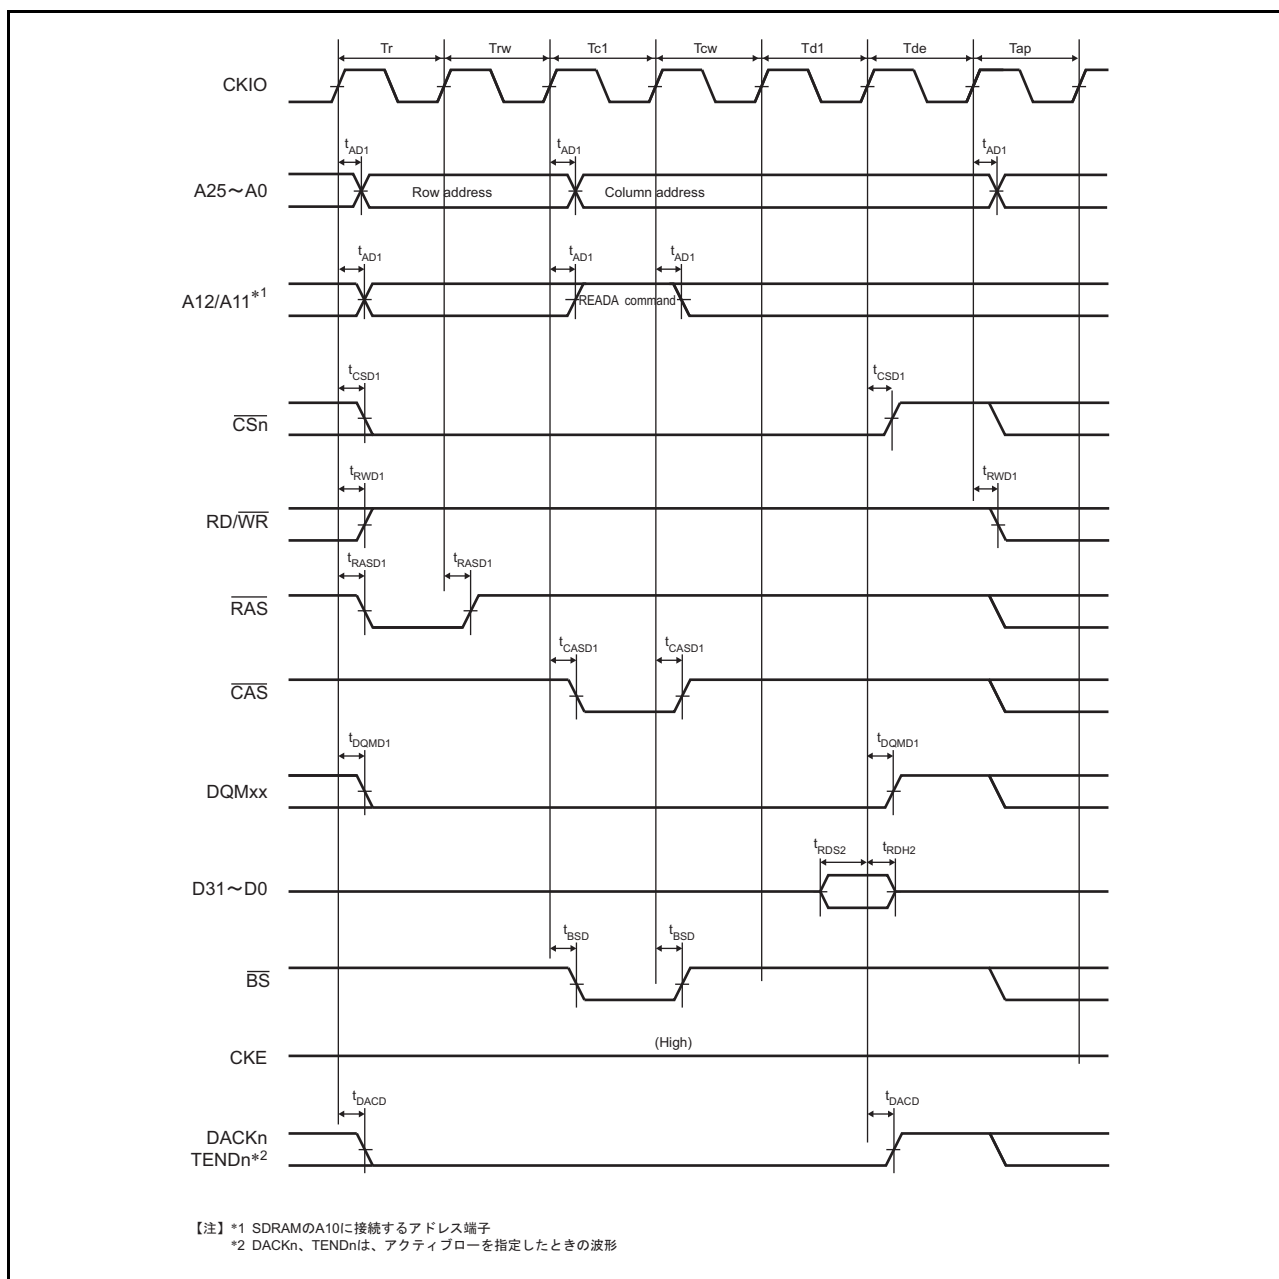 Tr Trw Tc1 Tcw Td1 Tde Tap
CKIO
tAD1 tAD1 tAD1
A25～A0 Row address Column address
tAD1 tAD1 tAD1
A12/A11*1 READA command
tCSD1 tCSD1
CSn
tRWD1 tRWD1
RD/WR
tRASD1 tRASD1
RAS
tCASD1 tCASD1
CAS
tDQMD1 tDQMD1
DQMxx
tRDS2 tRDH2
D31～D0
tBSD tBSD
BS
(High)
CKE
tDACD tDACD
DACKn
TENDn*2
【注】*1 SDRAMのA10に接続するアドレス端子
*2 DACKn、TENDnは、アクティブローを指定したときの波形